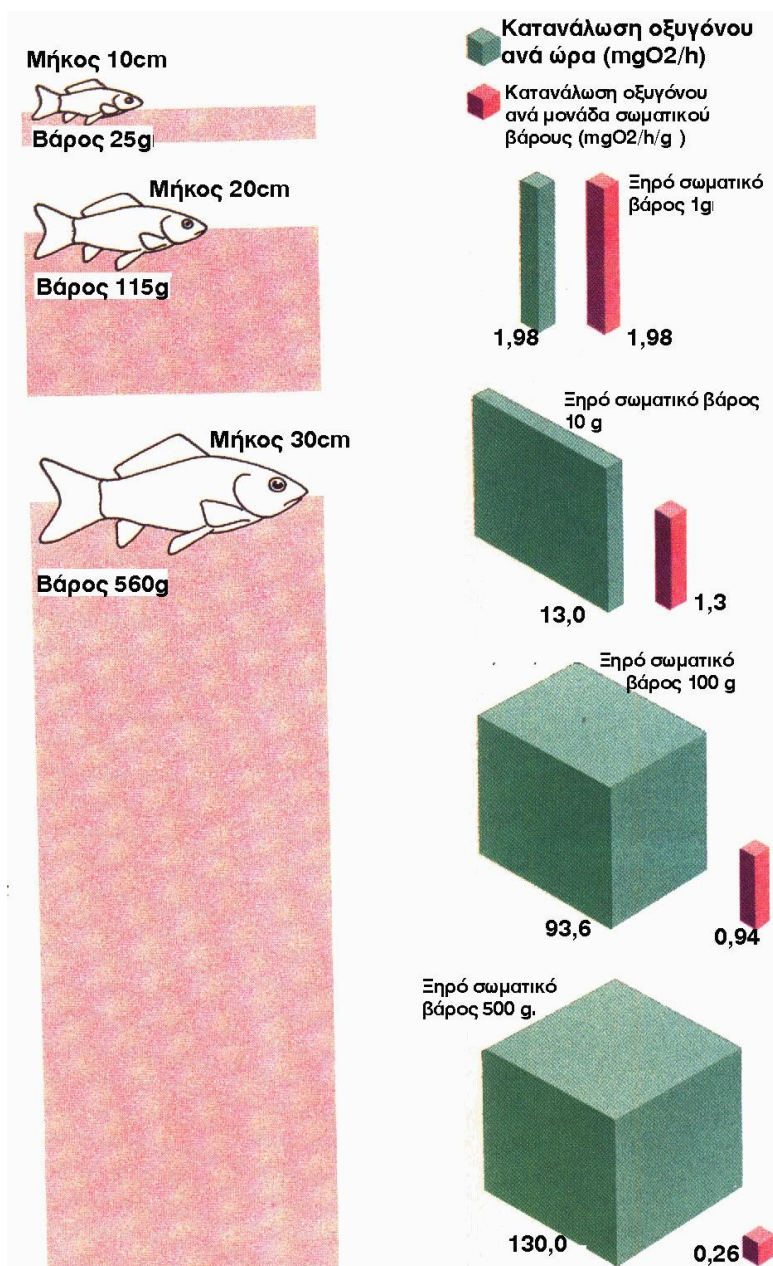 Μήκος 10cm
Βάρος 25g
Μήκος 20cm
Βάρος 115g
Μήκος 30cm
Βάρος 560g
Κατανάλωση οξυγόνου
ανά ώρα (mgO2/h)
Κατανάλωση οξυγόνου
ανά μονάδα σωματικού
βάρους (mgO2/h/g )
Ξηρό σωματικό
βάρος 1g
1,98
1,98
Ξηρό σωματικό βάρος
10 g
13,0
1,3
Ξηρό σωματικό
βάρος 100 g
93,6
0,94
Ξηρό σωματικό
βάρος 500 g.
130,0
0,26